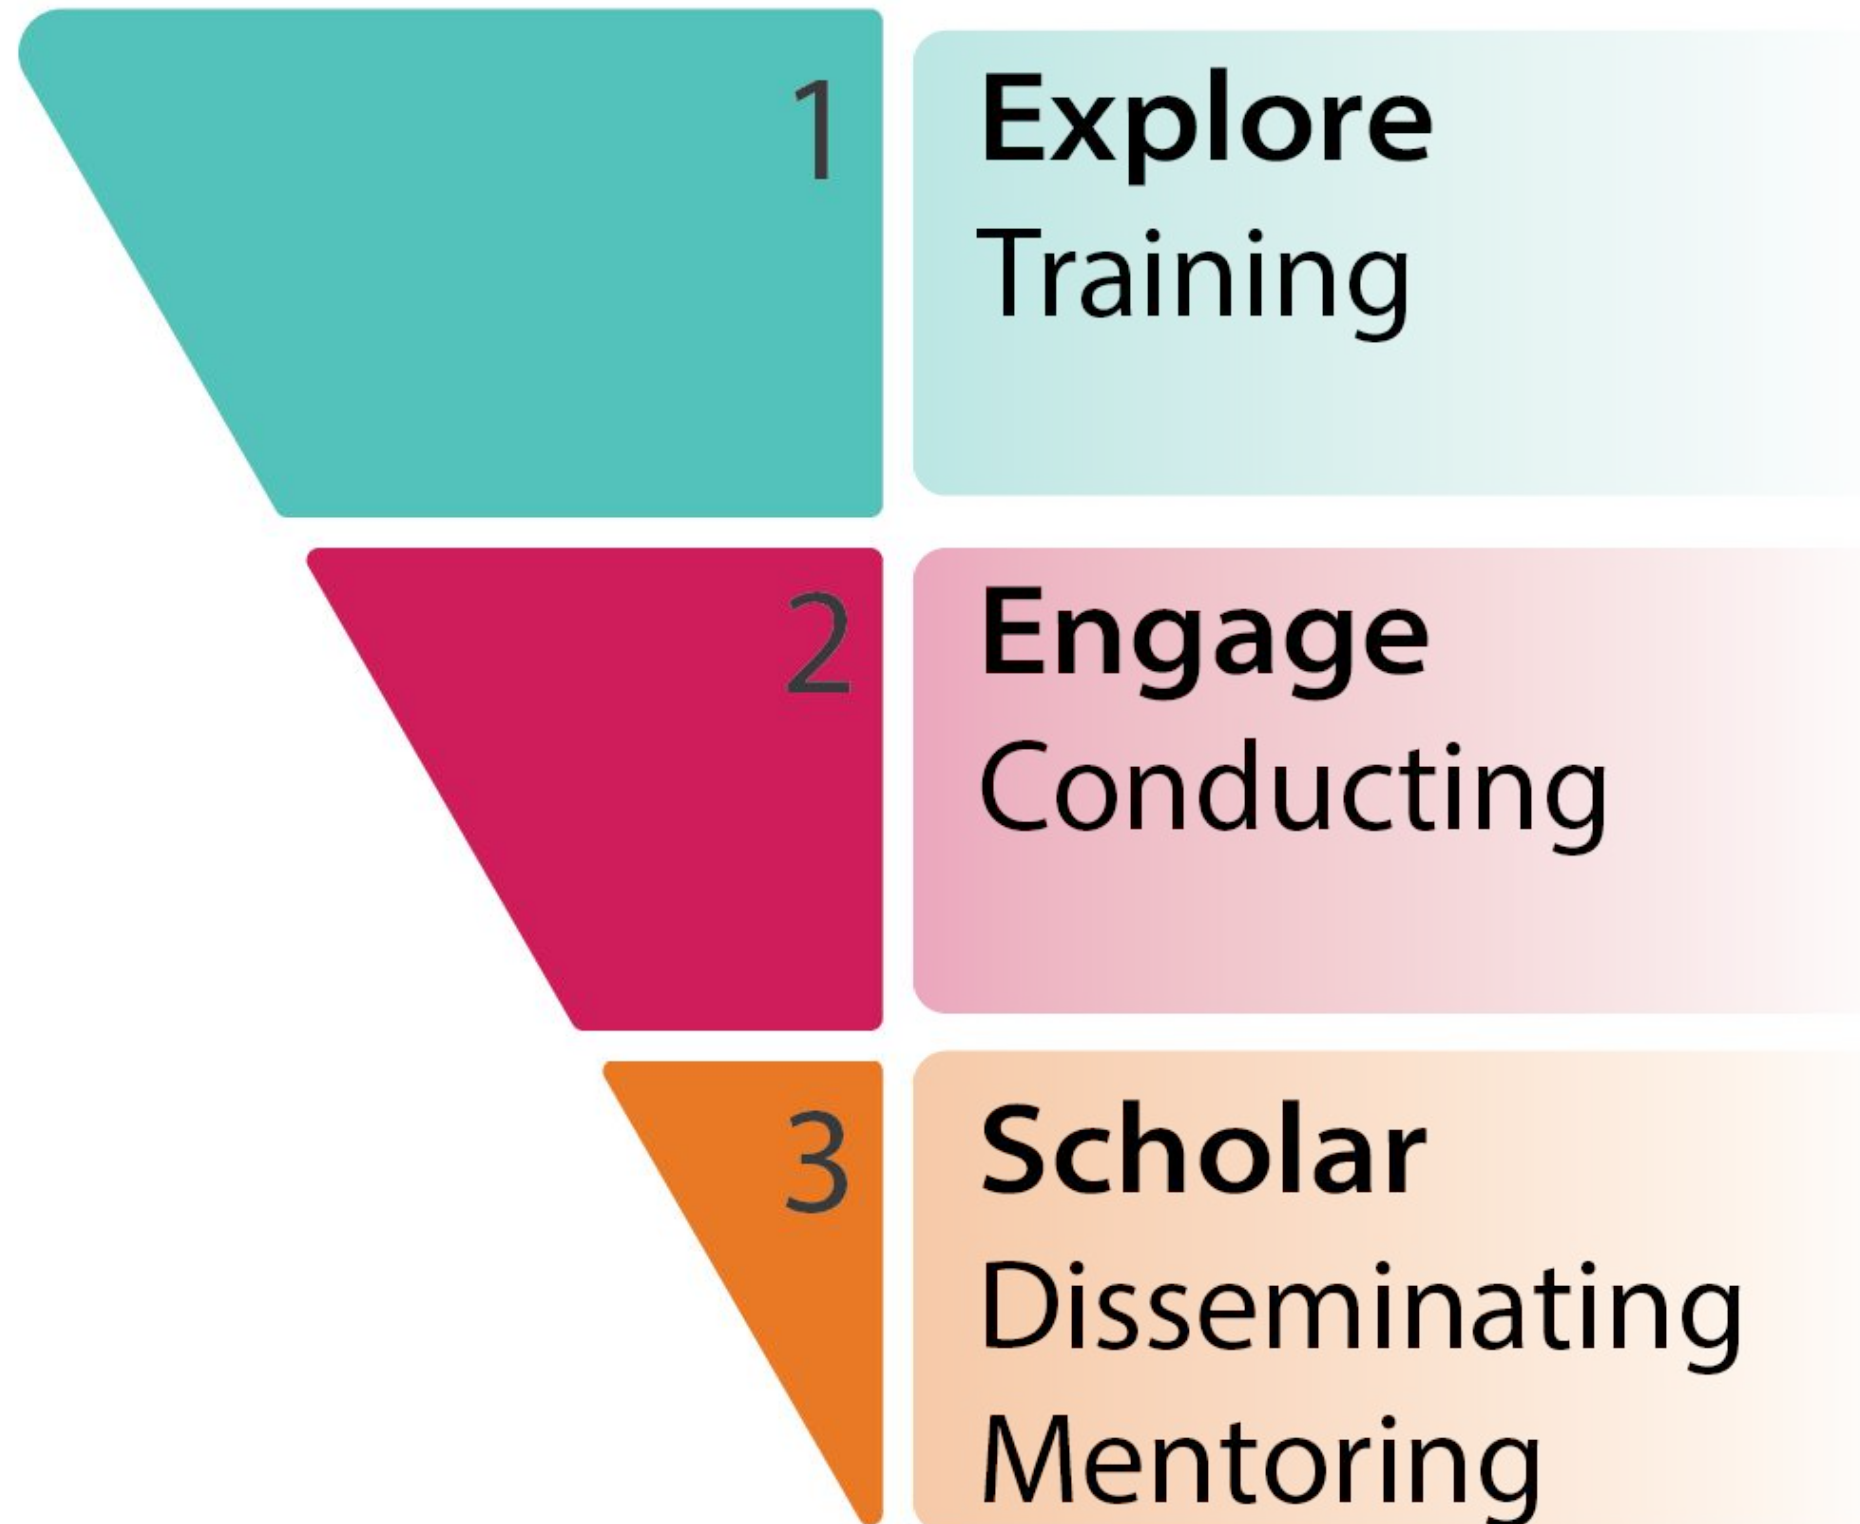 1
Explore
Training
2
Engage
Conducting
3
Scholar
Disseminating
Mentoring